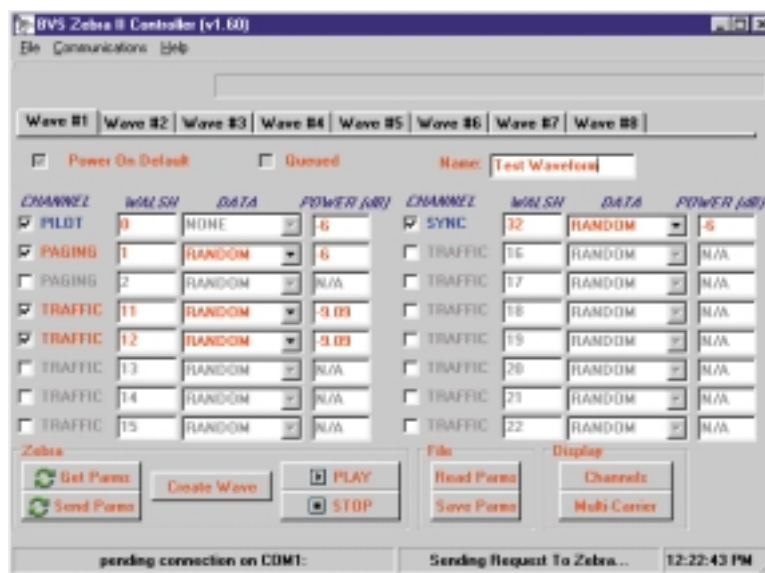 BVS Zebra II Controller (v1.60)
File Communications Help
Wave #1 Wave #2 Wave #3 Wave #4 Wave #5 Wave #6 Wave #7 Wave #8
Power On Default Queued Name: Test Waveform
CHANNEL WALSH DATA POWER (dB) CHANNEL WALSH DATA POWER (dB)
PILOT 0 NONE -6 SYNC 32 RANDOM -6
PAGING 1 RANDOM -6 TRAFFIC 16 RANDOM N/A
PAGING 2 RANDOM N/A TRAFFIC 17 RANDOM N/A
TRAFFIC 11 RANDOM -9.09 TRAFFIC 18 RANDOM N/A
TRAFFIC 12 RANDOM -9.09 TRAFFIC 19 RANDOM N/A
TRAFFIC 13 RANDOM N/A TRAFFIC 20 RANDOM N/A
TRAFFIC 14 RANDOM N/A TRAFFIC 21 RANDOM N/A
TRAFFIC 15 RANDOM N/A TRAFFIC 22 RANDOM N/A
Zebra File Display
Get Parms Create Wave PLAY Read Parms Channels
Send Parms STOP Save Parms Multi-Carrier
pending connection on COM1: Sending Request To Zebra... 12:22:43 PM